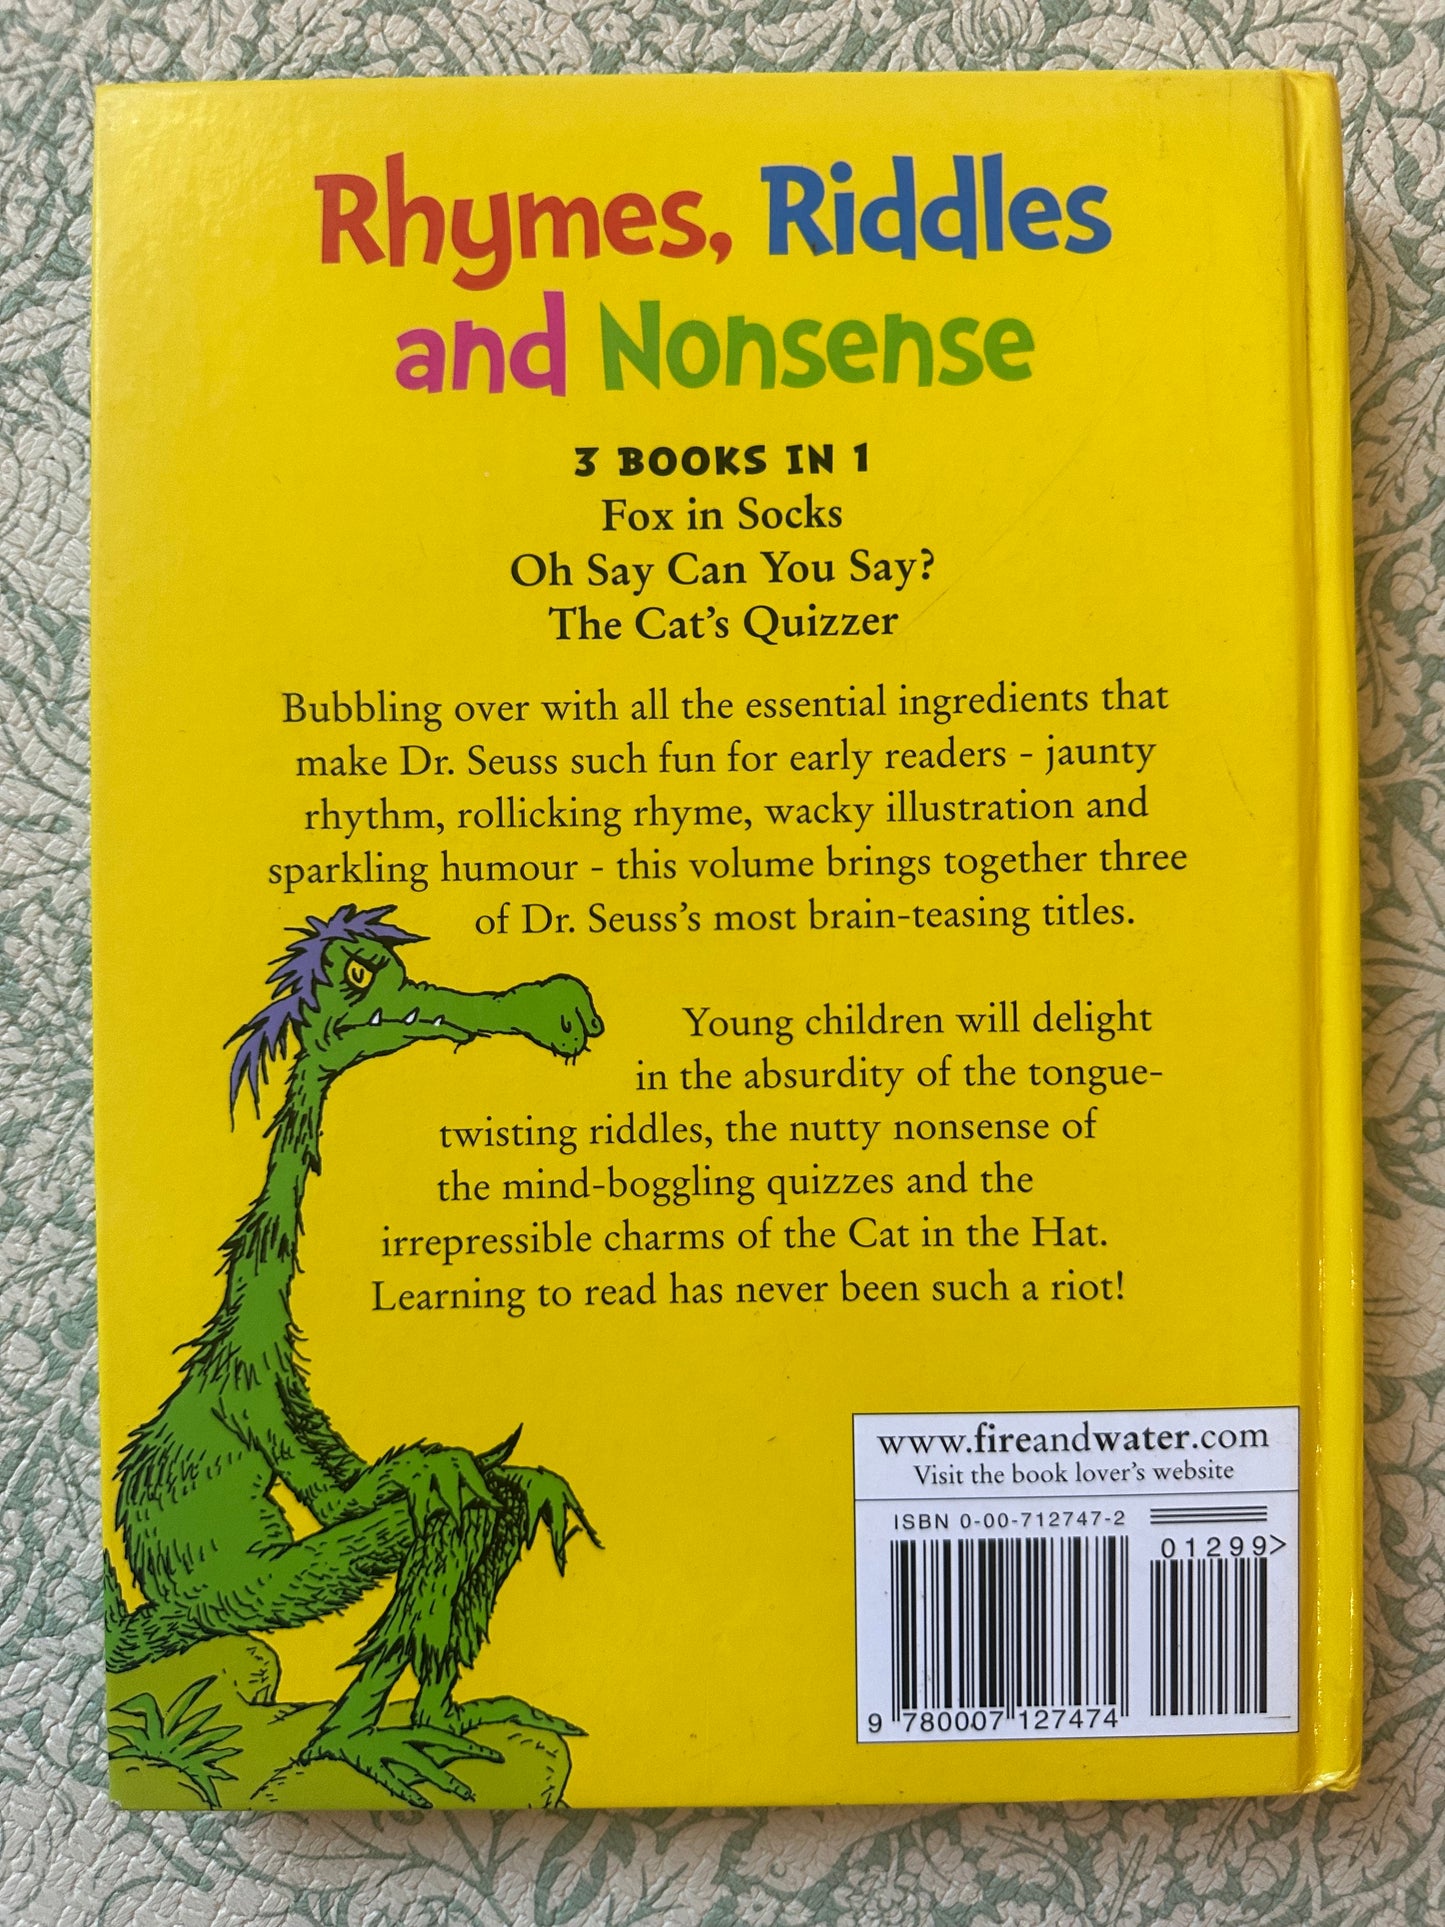 Rhymes, Riddles
and Nonsense
3 BOOKS IN 1
Fox in Socks
Oh Say Can You Say?
The Cat's Quizzer
Bubbling over with all the essential ingredients that
make Dr. Seuss such fun for early readers - jaunty
rhythm, rollicking rhyme, wacky illustration and
sparkling humour - this volume brings together three
of Dr. Seuss's most brain-teasing titles.
Young children will delight
in the absurdity of the tongue-
twisting riddles, the nutty nonsense of
the mind-boggling quizzes and the
irrepressible charms of the Cat in the Hat.
Learning to read has never been such a riot!
www.fireandwater.com
Visit the book lover's website
ISBN 0-00-712747-2
01299>
9 780007 127474